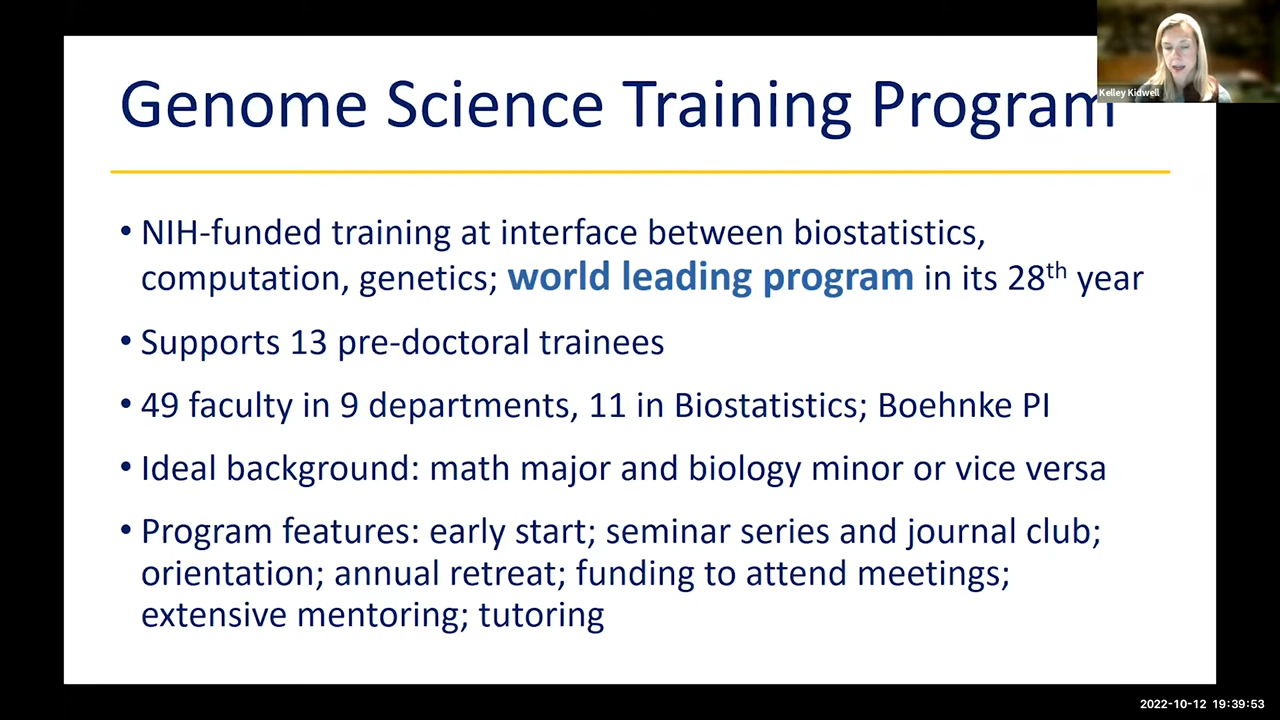 Genome Science Training Program
Kelley Kidwell
• NIH-funded training at interface between biostatistics,
computation, genetics; world leading program in its 28th year
• Supports 13 pre-doctoral trainees
• 49 faculty in 9 departments, 11 in Biostatistics; Boehnke PI
• Ideal background: math major and biology minor or vice versa
• Program features: early start; seminar series and journal club;
orientation; annual retreat; funding to attend meetings;
extensive mentoring; tutoring
2022-10-12 19:39:53